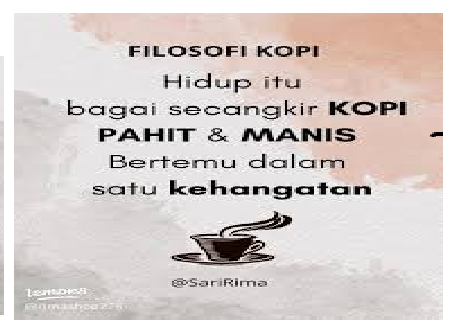 FILOSOFI KOPI
Hidup itu
bagai secangkir KOPI
PAHIT & MANIS
Bertemu dalam
satu kehangatan
@SariRima